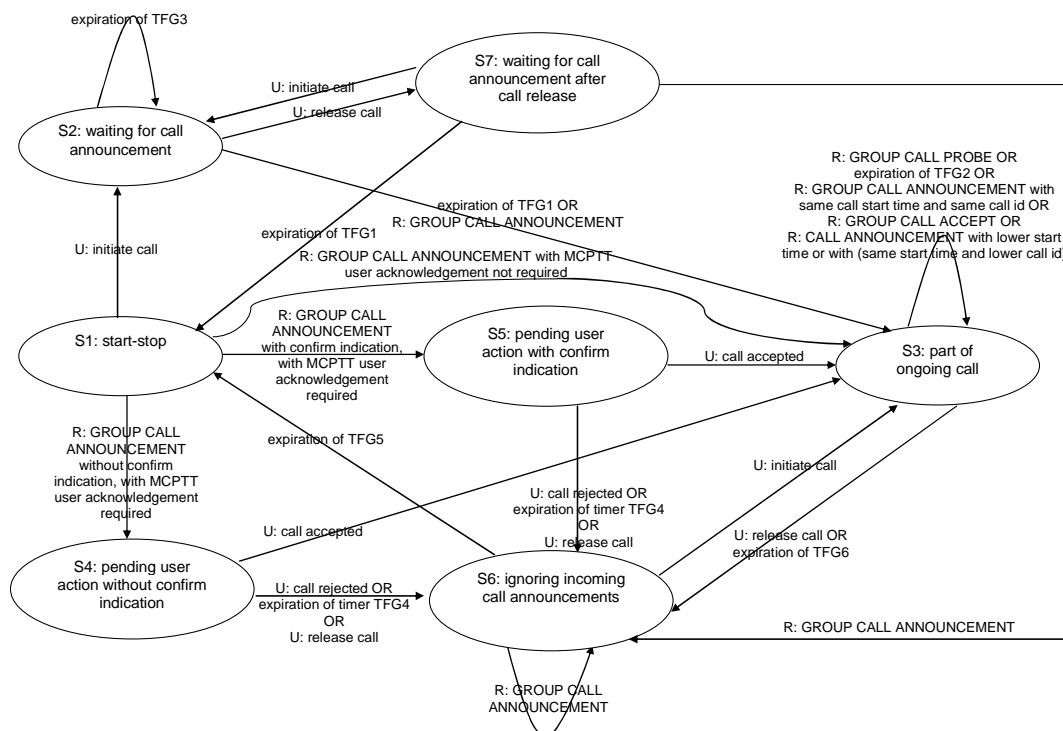 expiration of TFG3
S7: waiting for call
announcement after
call release
U: initiate call
U: release call
S2: waiting for call
announcement
R: GROUP CALL PROBE OR
expiration of TFG2 OR
R: GROUP CALL ANNOUNCEMENT with
same call start time and same call id OR
R: GROUP CALL ACCEPT OR
R: CALL ANNOUNCEMENT with lower start
time or with (same start time and lower call id)
expiration of TFG1 OR
R: GROUP CALL ANNOUNCEMENT
expiration of TFG1
U: initiate call
R: GROUP CALL ANNOUNCEMENT with MCPTT
user acknowledgement not required
S1: start-stop
R: GROUP CALL
ANNOUNCEMENT
with confirm indication,
with MCPTT user
acknowledgement
required
S5: pending user
action with confirm
indication
U: call accepted
S3: part of
ongoing call
R: GROUP CALL
ANNOUNCEMENT
without confirm
indication, with MCPTT
user acknowledgement
required
expiration of TFG5
U: initiate call
U: call rejected OR
expiration of timer TFG4
OR
U: release call
U: call accepted
U: release call OR
expiration of TFG6
S4: pending user
action without confirm
indication
U: call rejected OR
expiration of timer TFG4
OR
U: release call
S6: ignoring incoming
call announcements
R: GROUP CALL ANNOUNCEMENT
R: GROUP CALL
ANNOUNCEMENT